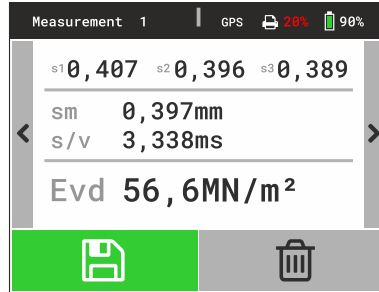 Measurement 1 GPS 20% 90%
s1 0,407 s2 0,396 s3 0,389
sm 0,397mm
s/v 3,338ms
Evd 56,6MN/m²